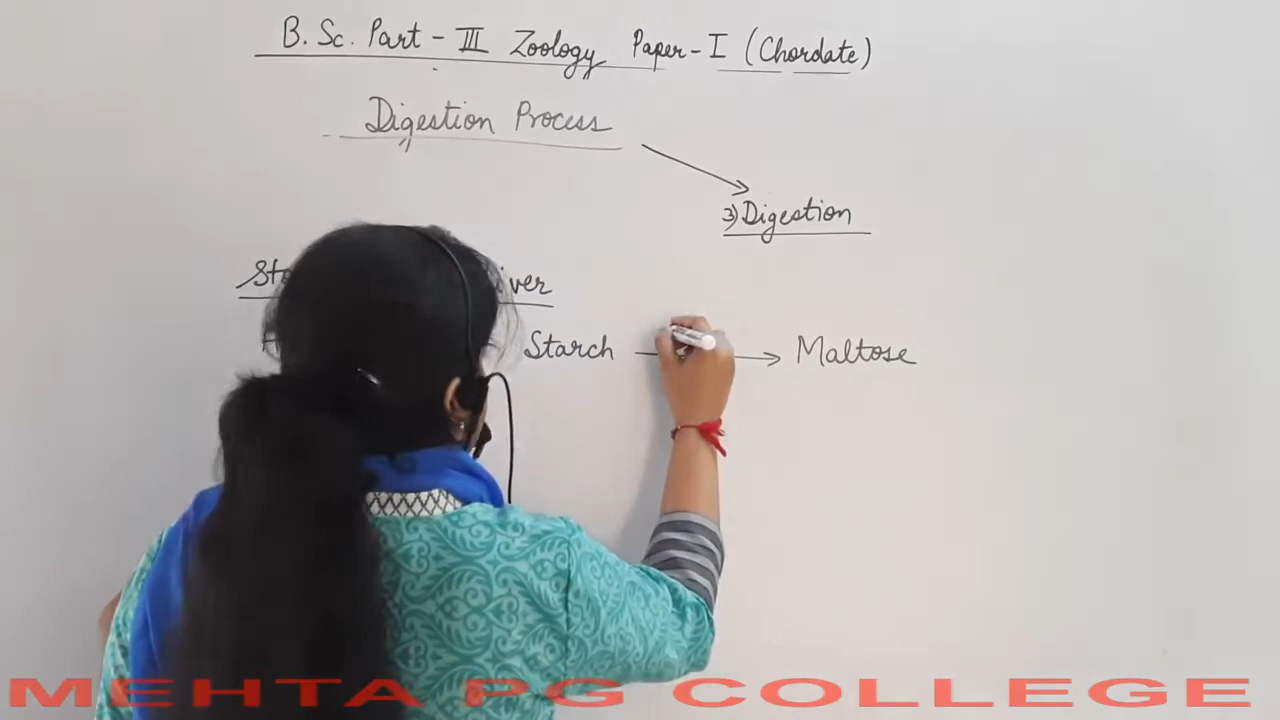 B. Sc. Part - III Zoology Paper - I (Chordate)
Digestion Process
3) Digestion
Starch → Maltose
MEHTA PG COLLEGE